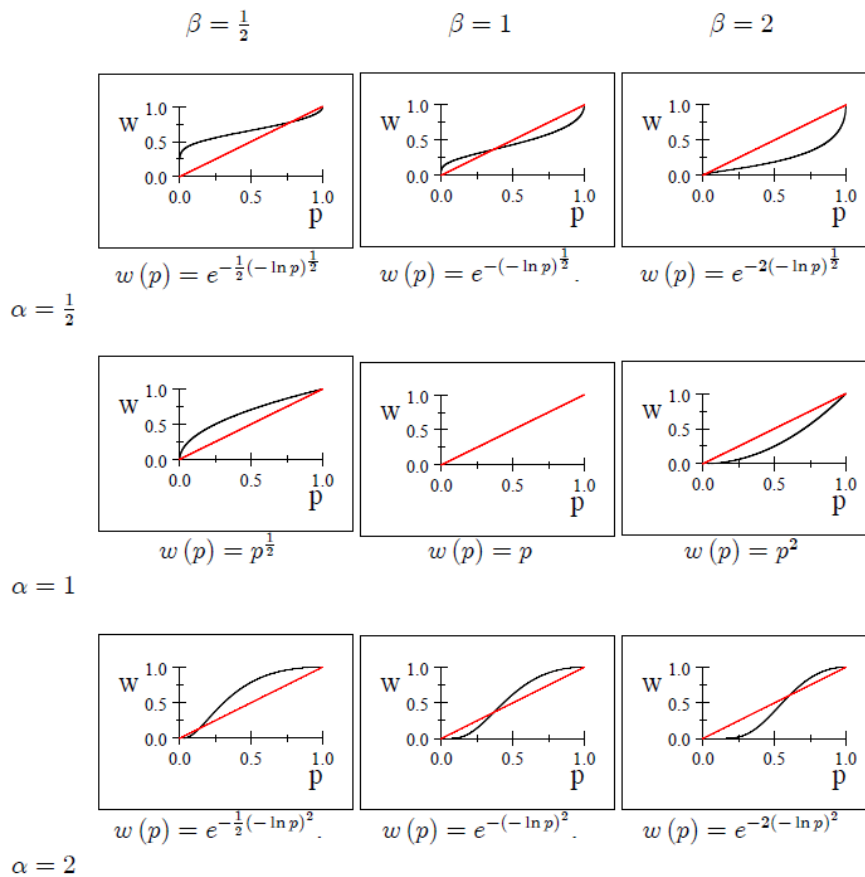 β = 1/2 β = 1 β = 2
W 1.0 0.5 0.0 0.0 0.5 1.0 p
W 1.0 0.5 0.0 0.0 0.5 1.0 p
W 1.0 0.5 0.0 0.0 0.5 1.0 p
w (p) = e^{-\frac{1}{2}(-\ln p)^{\frac{1}{2}}} w (p) = e^{-(-\ln p)^{\frac{1}{2}}}. w (p) = e^{-2(-\ln p)^{\frac{1}{2}}}
α = 1/2
W 1.0 0.5 0.0 0.0 0.5 1.0 p
W 1.0 0.5 0.0 0.0 0.5 1.0 p
W 1.0 0.5 0.0 0.0 0.5 1.0 p
w (p) = p^{\frac{1}{2}} w (p) = p w (p) = p^{2}
α = 1
W 1.0 0.5 0.0 0.0 0.5 1.0 p
W 1.0 0.5 0.0 0.0 0.5 1.0 p
W 1.0 0.5 0.0 0.0 0.5 1.0 p
w (p) = e^{-\frac{1}{2}(-\ln p)^{2}}. w (p) = e^{-(-\ln p)^{2}}. w (p) = e^{-2(-\ln p)^{2}}
α = 2